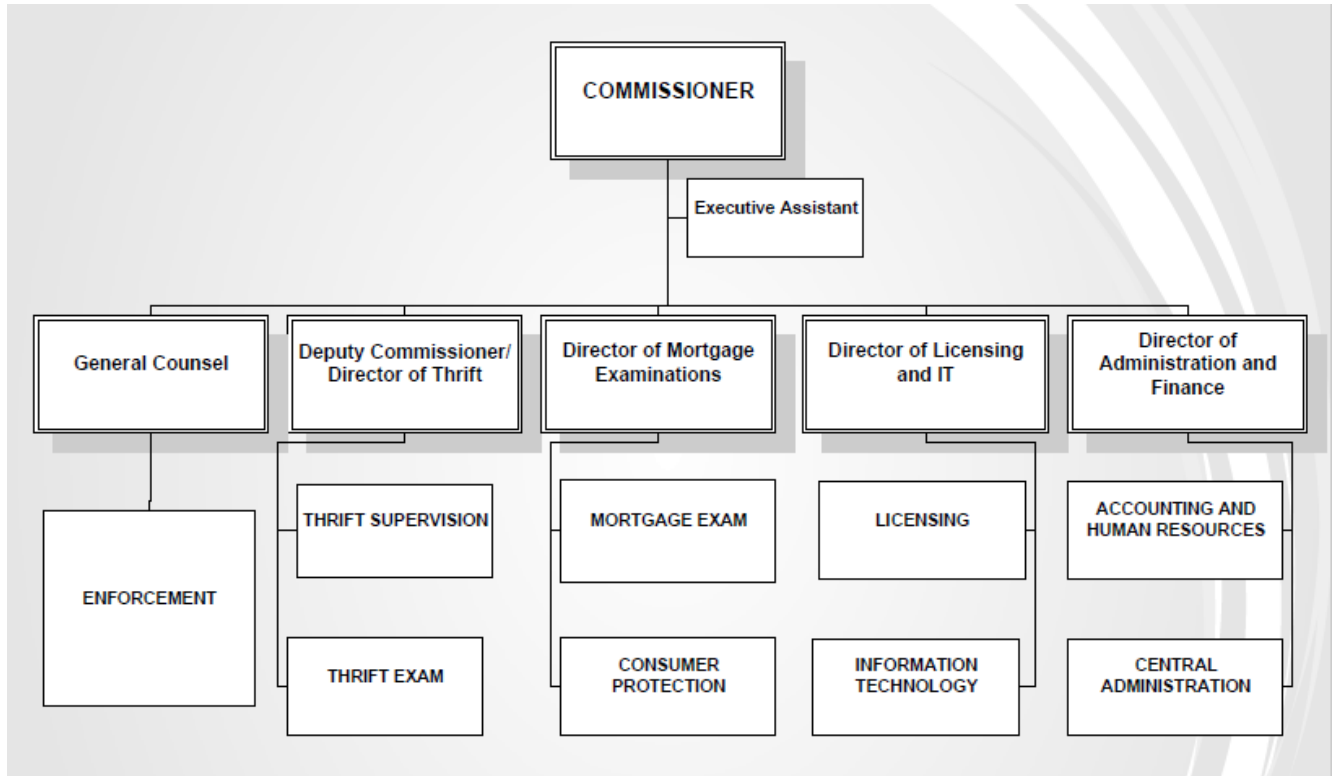 COMMISSIONER
Executive Assistant
General Counsel
Deputy Commissioner/
Director of Thrift
Director of Mortgage
Examinations
Director of Licensing
and IT
Director of
Administration and
Finance
THRIFT SUPERVISION
MORTGAGE EXAM
LICENSING
ACCOUNTING AND
HUMAN RESOURCES
ENFORCEMENT
THRIFT EXAM
CONSUMER
PROTECTION
INFORMATION
TECHNOLOGY
CENTRAL
ADMINISTRATION